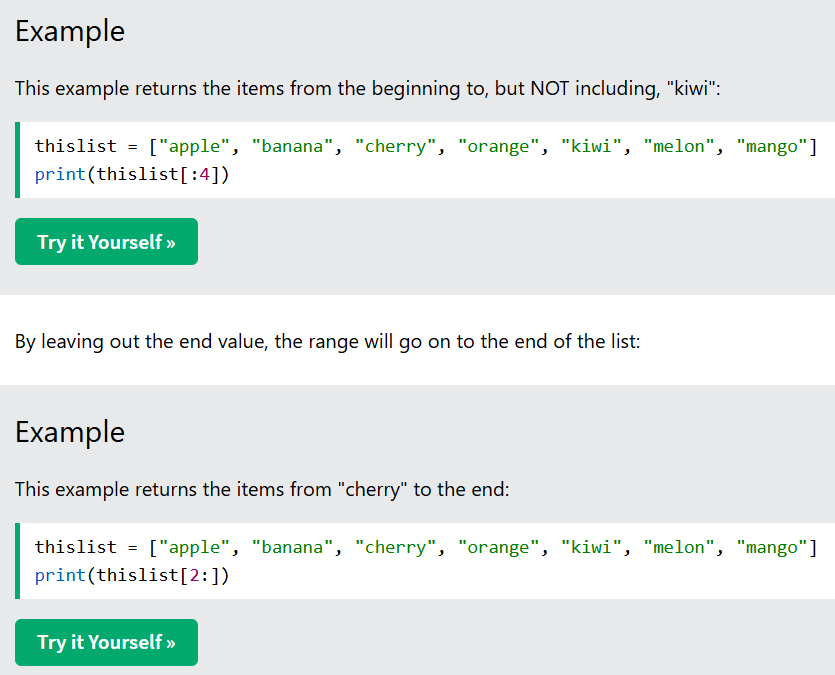 Example
This example returns the items from the beginning to, but NOT including, "kiwi":
thislist = ["apple", "banana", "cherry", "orange", "kiwi", "melon", "mango"]
print(thislist[:4])
Try it Yourself »
By leaving out the end value, the range will go on to the end of the list:
Example
This example returns the items from "cherry" to the end:
thislist = ["apple", "banana", "cherry", "orange", "kiwi", "melon", "mango"]
print(thislist[2:])
Try it Yourself »